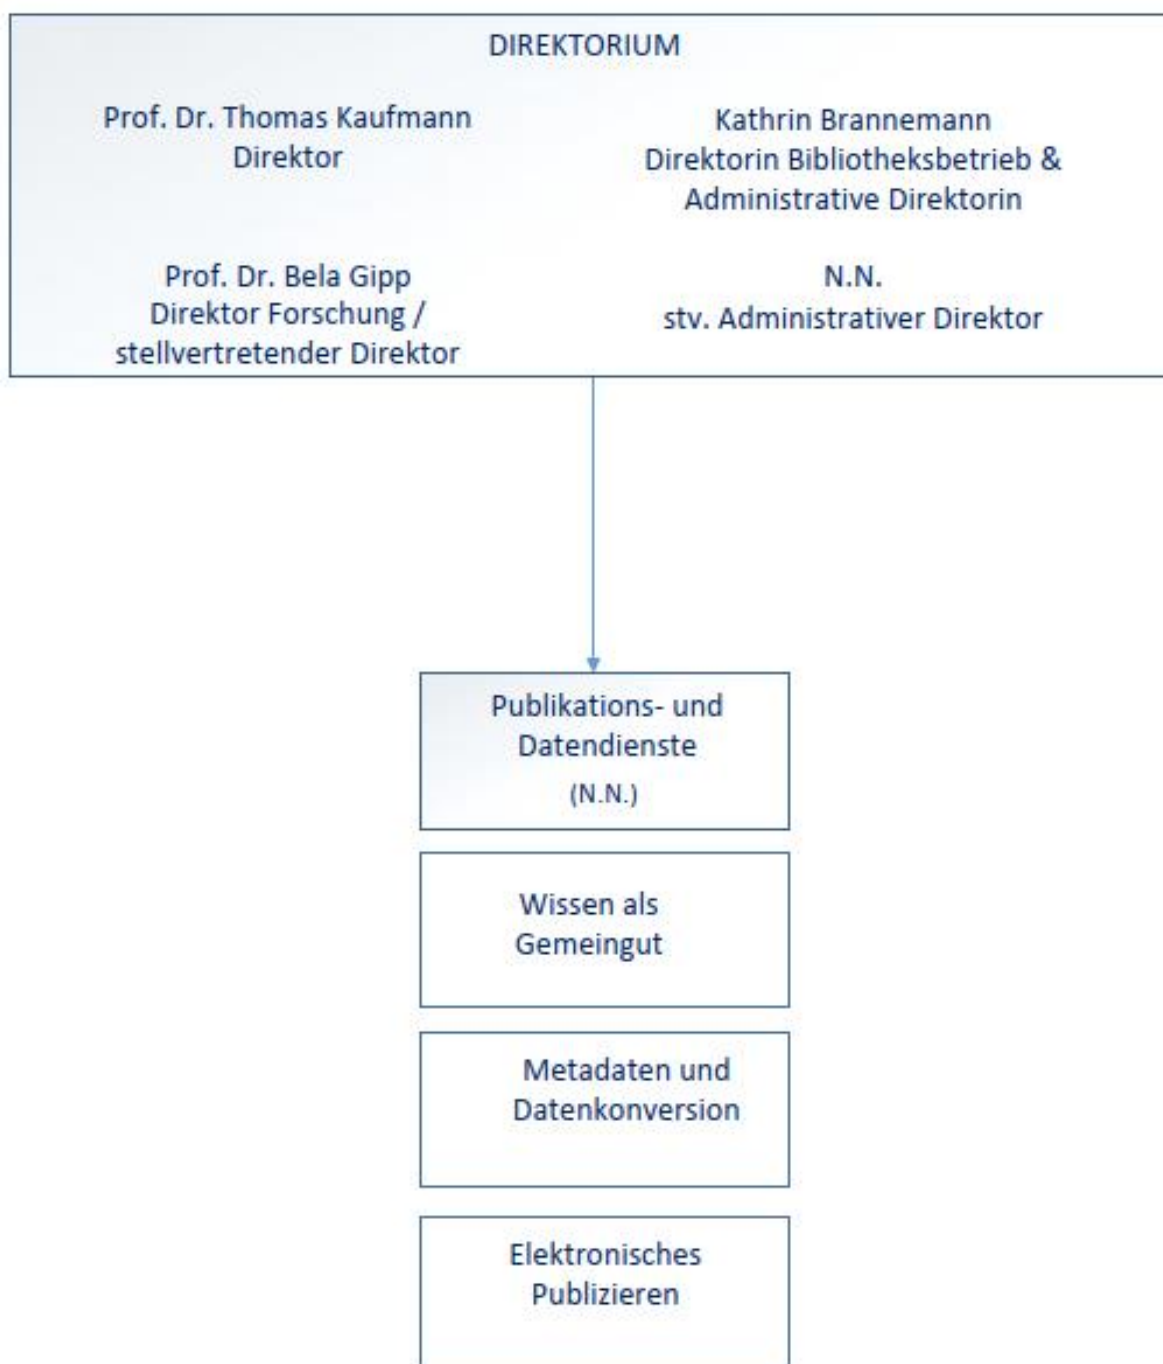 DIREKTORIUM
Prof. Dr. Thomas Kaufmann
Direktor
Kathrin Brannemann
Direktorin Bibliotheksbetrieb &
Administrative Direktorin
Prof. Dr. Bela Gipp
Direktor Forschung /
stellvertretender Direktor
N.N.
stv. Administrativer Direktor
Publikations- und
Datendienste
(N.N.)
Wissen als
Gemeingut
Metadaten und
Datenkonversion
Elektronisches
Publizieren